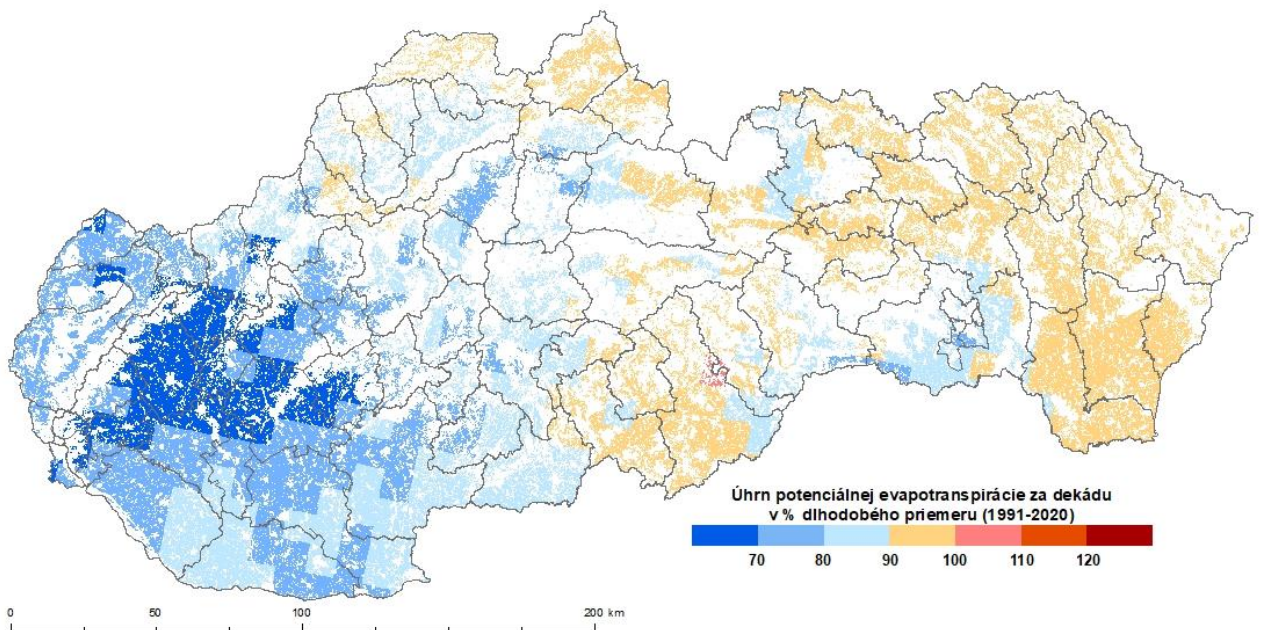 Úhrn potenciálnej evapotranspirácie za dekádu
v % dlhodobého priemeru (1991-2020)
70 80 90 100 110 120
0 50 100 200 km